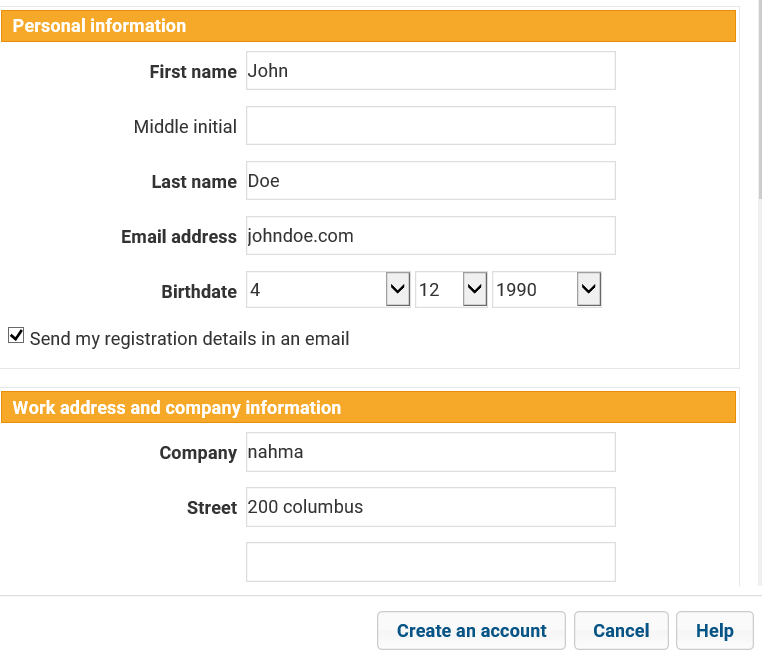 Personal information
First name John
Middle initial
Last name Doe
Email address johndoe.com
Birthdate 4 12 1990
Send my registration details in an email
Work address and company information
Company nahma
Street 200 columbus
Create an account Cancel Help